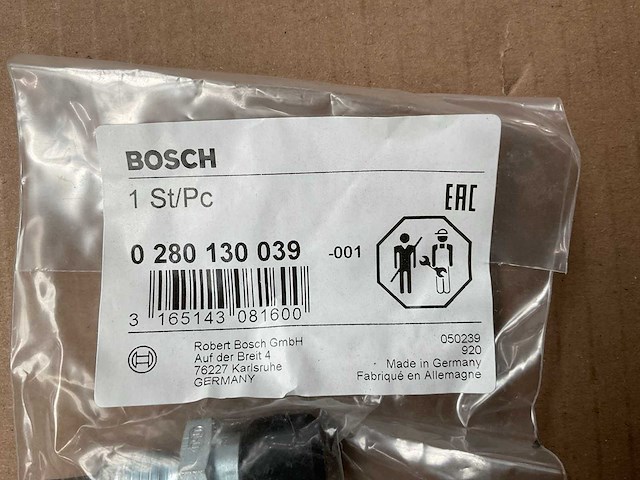 BOSCH
1 St/Pc
EAC
0 280 130 039 -001
3 165143 081600
Robert Bosch GmbH
Auf der Breit 4
76227 Karlsruhe
GERMANY
050239
920
Made in Germany
Fabriqué en Allemagne